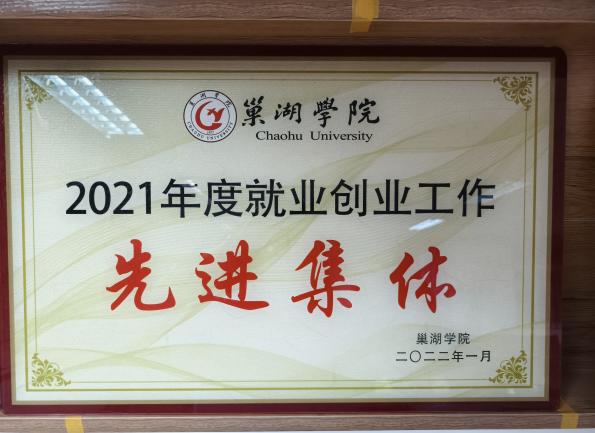 巢湖學院
Chaohu University
2021年度就业创业工作
先进集体
巢湖学院
二〇二二年一月